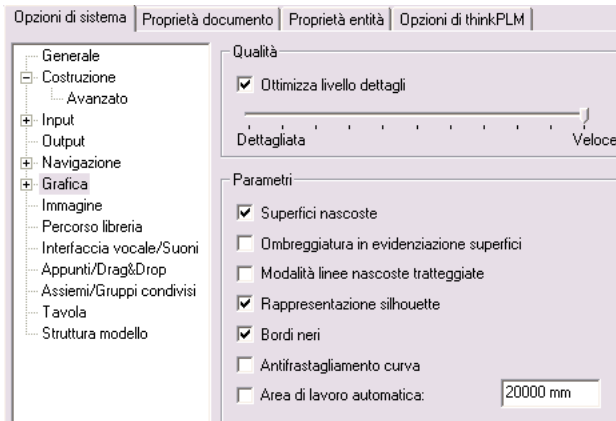 Opzioni di sistema
Proprietà documento
Proprietà entità
Opzioni di thinkPLM
Generale
Costruzione
Avanzato
Input
Output
Navigazione
Grafica
Immagine
Percorso libreria
Interfaccia vocale/Suoni
Appunti/Drag&Drop
Assiemi/Gruppi condivisi
Tavola
Struttura modello
Qualità
Ottimizza livello dettagli
Dettagliata
Veloce
Parametri
Superfici nascoste
Ombreggiatura in evidenziazione superfici
Modalità linee nascoste tratteggiate
Rappresentazione silhouette
Bordi neri
Antifrastagliamento curva
Area di lavoro automatica:
20000 mm